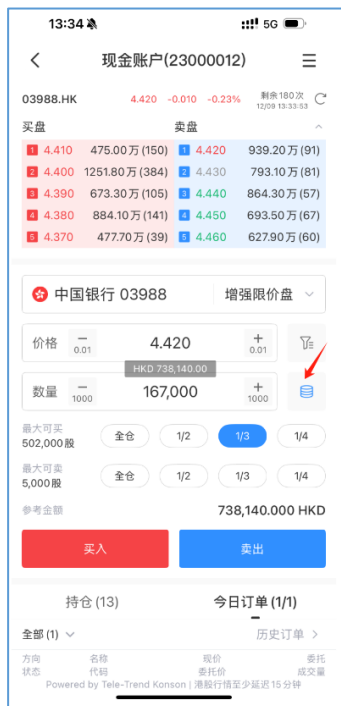 13:34 5G
现金账户(23000012)
03988.HK 4.420 -0.010 -0.23% 剩余180次
12/09 13:33:53
买盘 卖盘
1 4.410 475.00万(150) 1 4.420 939.20万(91)
2 4.400 1251.80万(384) 2 4.430 793.10万(81)
3 4.390 673.30万(105) 3 4.440 864.30万(57)
4 4.380 884.10万(141) 4 4.450 693.50万(67)
5 4.370 477.70万(39) 5 4.460 627.90万(60)
中国银行 03988 增强限价盘
价格 − 0.01 4.420 + 0.01
HKD 738,140.00
数量 − 1000 167,000 + 1000
最大可买
502,000股 全仓 1/2 1/3 1/4
最大可卖
5,000股 全仓 1/2 1/3 1/4
参考金额 738,140.000 HKD
买入 卖出
持仓(13) 今日订单(1/1)
全部(1) 历史订单 >
方向 名称 现价 委托
状态 代码 委托价 成交量
Powered by Tele-Trend Konson | 港股行情至少延迟15分钟